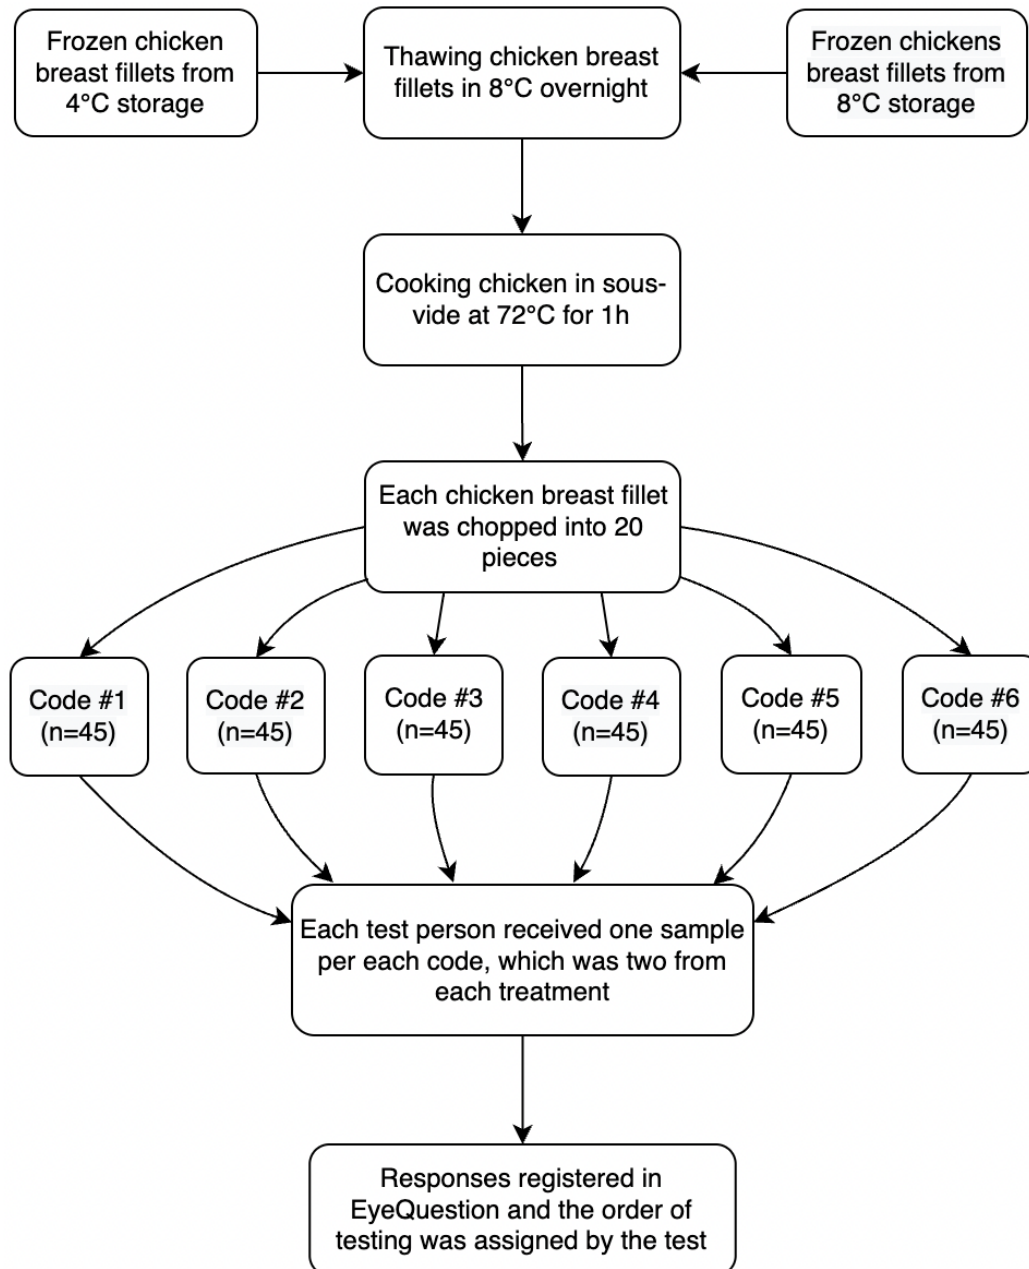 Frozen chicken
breast fillets from
4°C storage
Thawing chicken breast
fillets in 8°C overnight
Frozen chickens
breast fillets from
8°C storage
Cooking chicken in sous-
vide at 72°C for 1h
Each chicken breast fillet
was chopped into 20
pieces
Code #1
(n=45)
Code #2
(n=45)
Code #3
(n=45)
Code #4
(n=45)
Code #5
(n=45)
Code #6
(n=45)
Each test person received one sample
per each code, which was two from
each treatment
Responses registered in
EyeQuestion and the order of
testing was assigned by the test